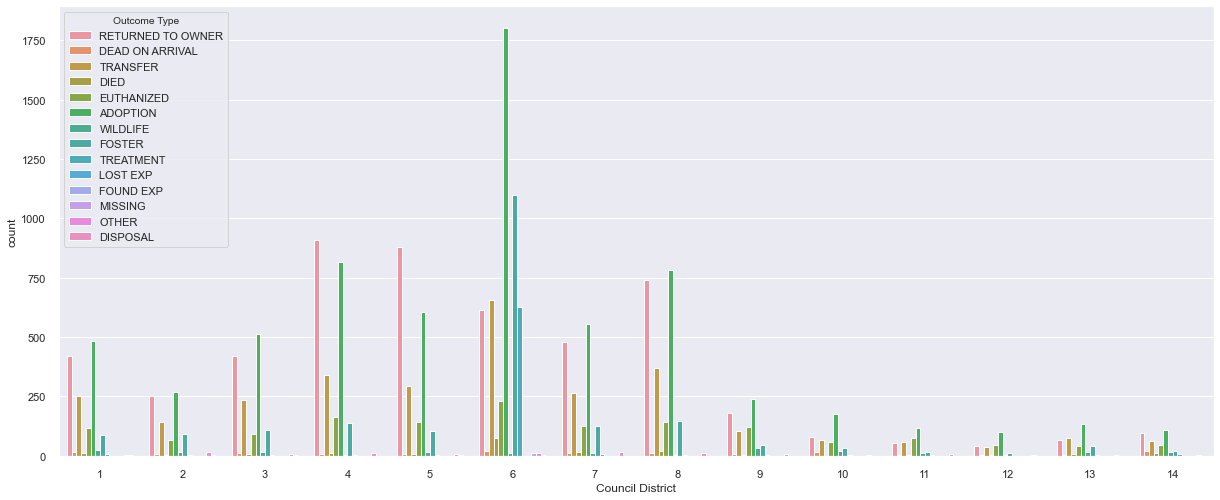 Outcome Type
RETURNED TO OWNER
DEAD ON ARRIVAL
TRANSFER
DIED
EUTHANIZED
ADOPTION
WILDLIFE
FOSTER
TREATMENT
LOST EXP
FOUND EXP
MISSING
OTHER
DISPOSAL
1750
1500
1250
1000
750
500
250
0
count
1 2 3 4 5 6 7 8 9 10 11 12 13 14
Council District